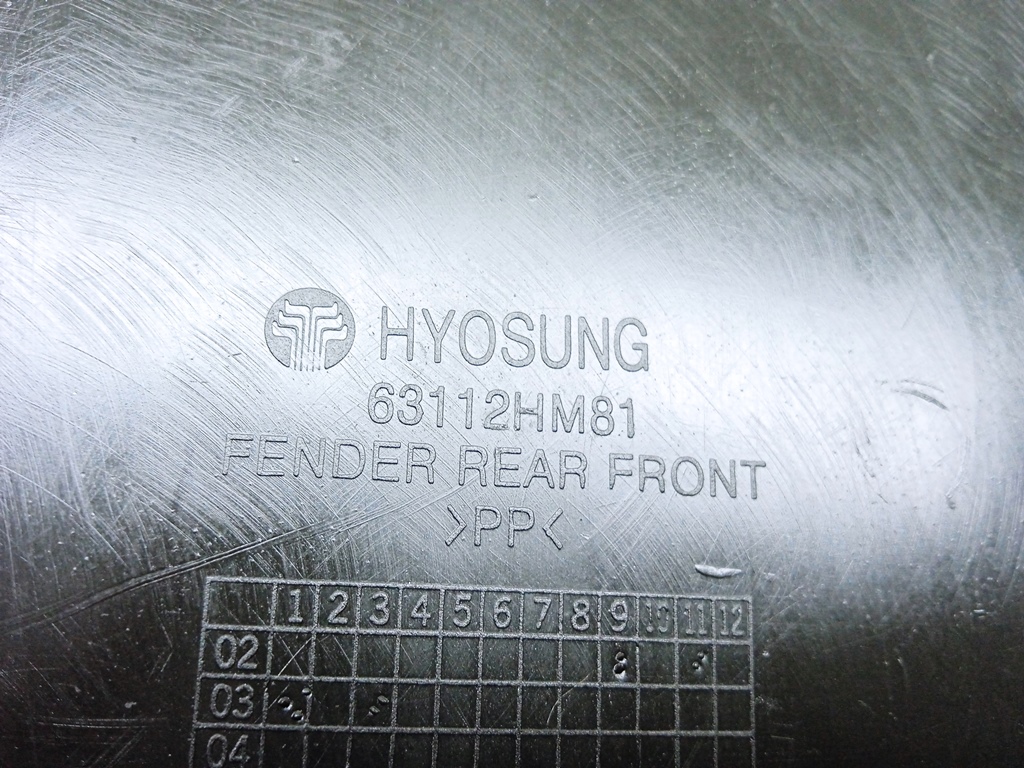 HYOSUNG
63112HM81
FENDER REAR FRONT
>PP<
1 2 3 4 5 6 7 8 9 10 11 12
02
03
04